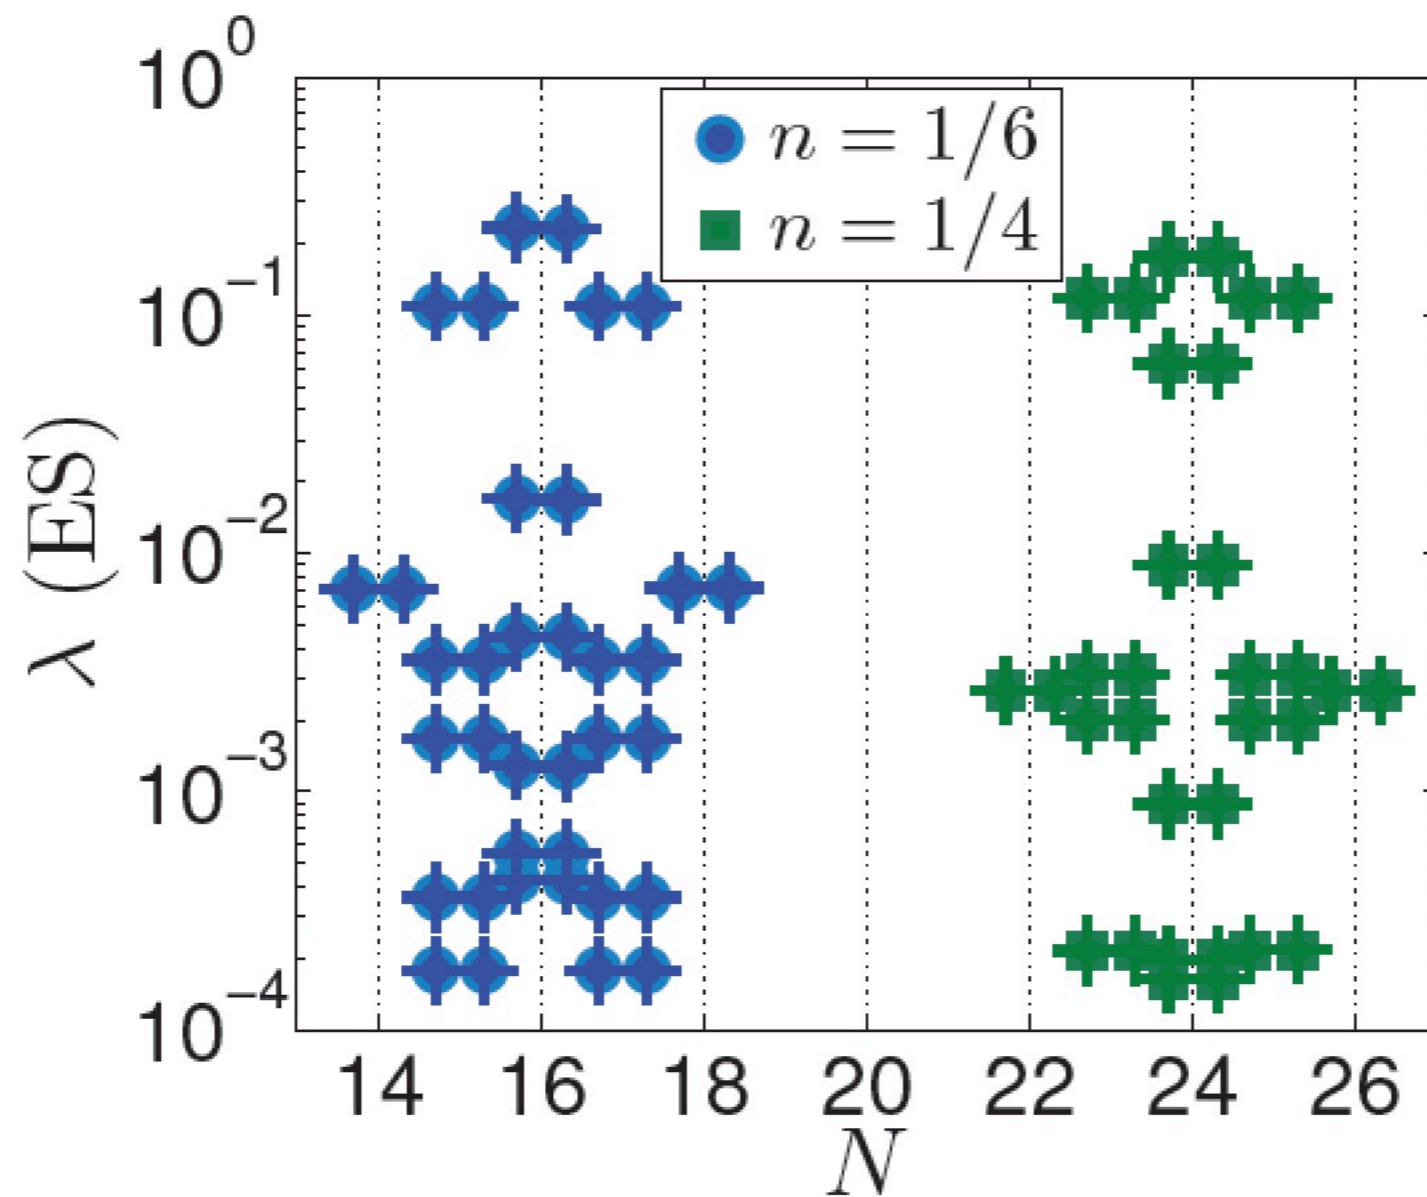 10^0
10^{-1}
10^{-2}
10^{-3}
10^{-4}
λ (ES)
n = 1/6
n = 1/4
14 16 18 20 22 24 26
N